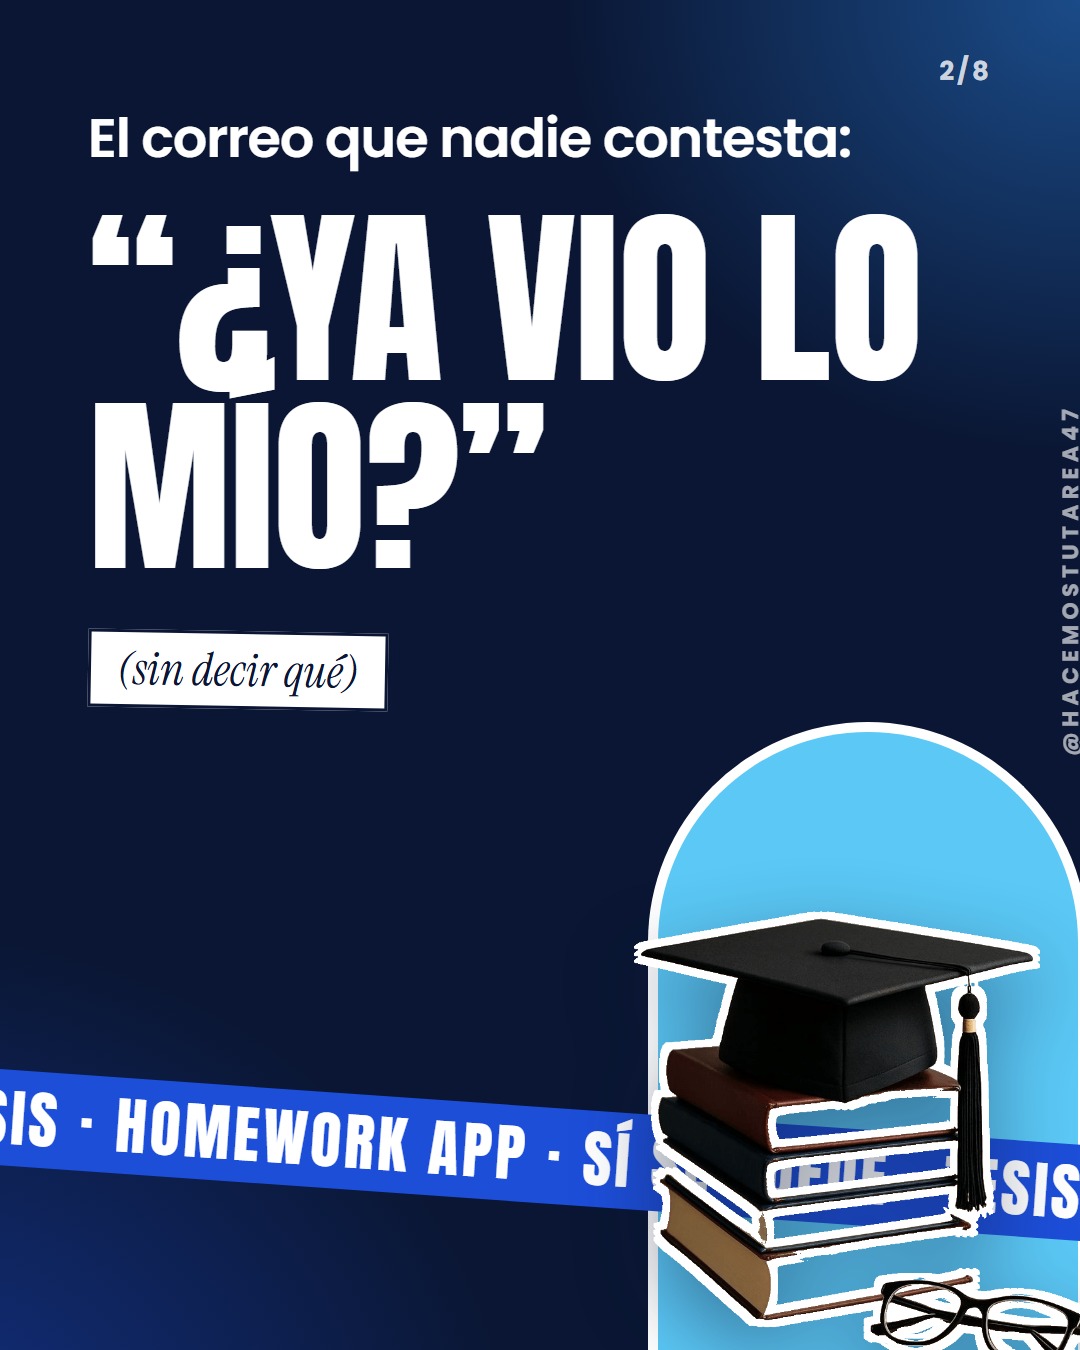 2/8
El correo que nadie contesta:
“¿YA VIO LO
MÍO?”
(sin decir qué)
@HACEMOSTUTAREA47
SIS · HOMEWORK APP · SÍ
ESIS